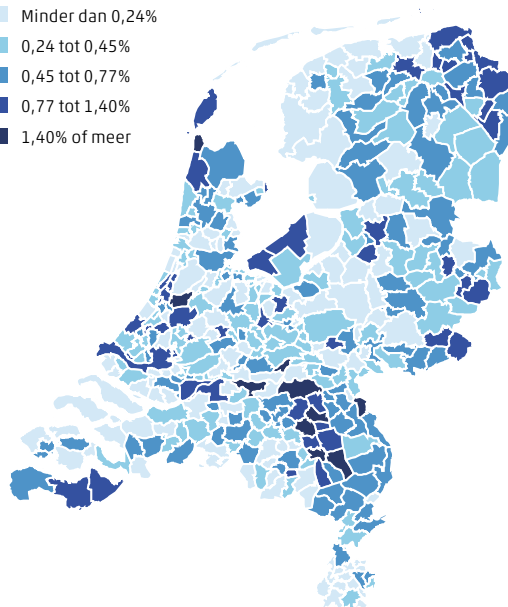 Minder dan 0,24%
0,24 tot 0,45%
0,45 tot 0,77%
0,77 tot 1,40%
1,40% of meer